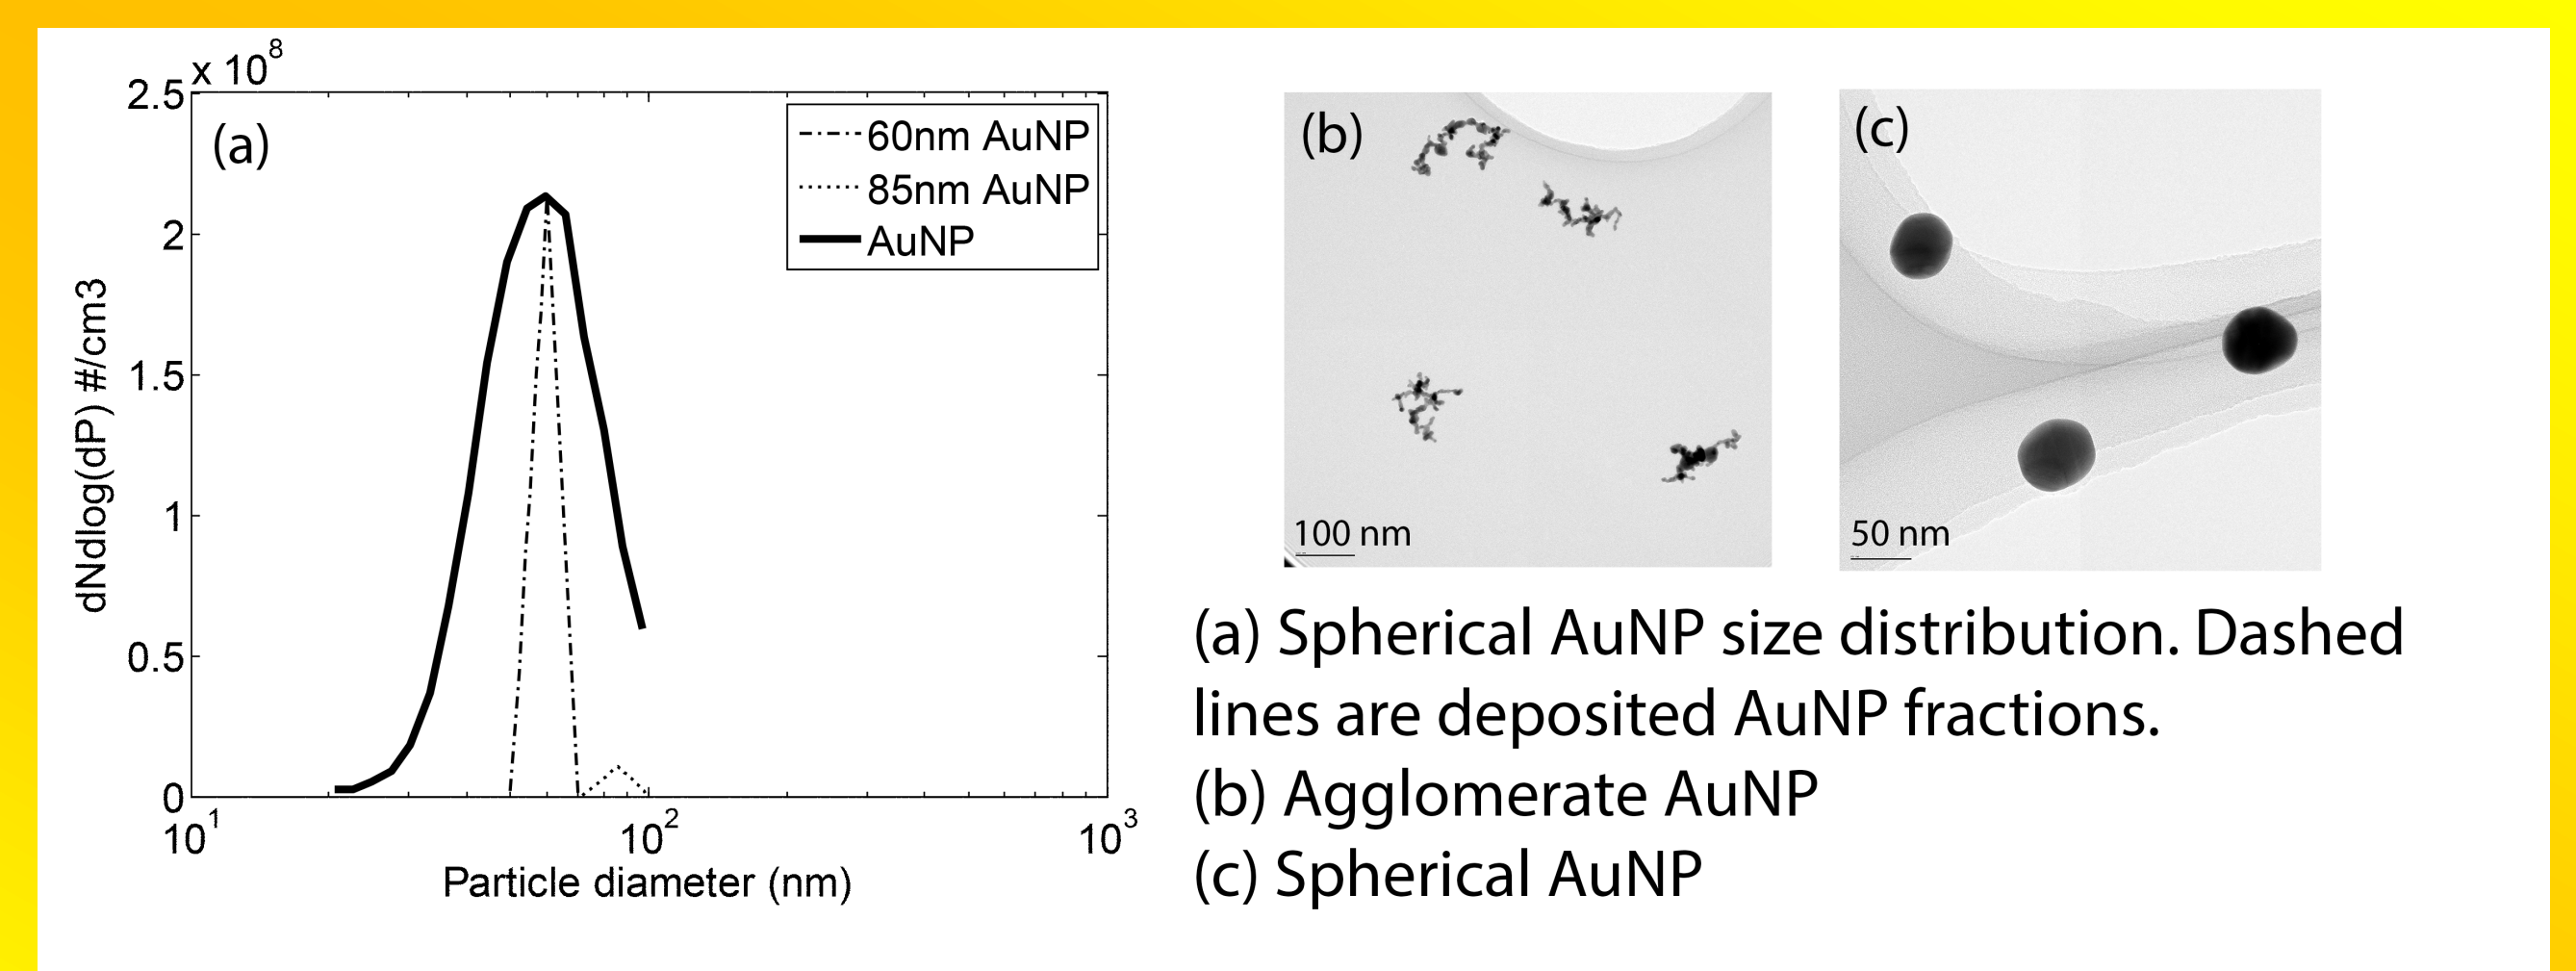 x 10^8
2.5
2
1.5
1
0.5
0
dNdlog(dP) #/cm3
(a)
60nm AuNP
85nm AuNP
AuNP
10^1
10^2
10^3
Particle diameter (nm)
(b)
100 nm
(c)
50 nm
(a) Spherical AuNP size distribution. Dashed
lines are deposited AuNP fractions.
(b) Agglomerate AuNP
(c) Spherical AuNP